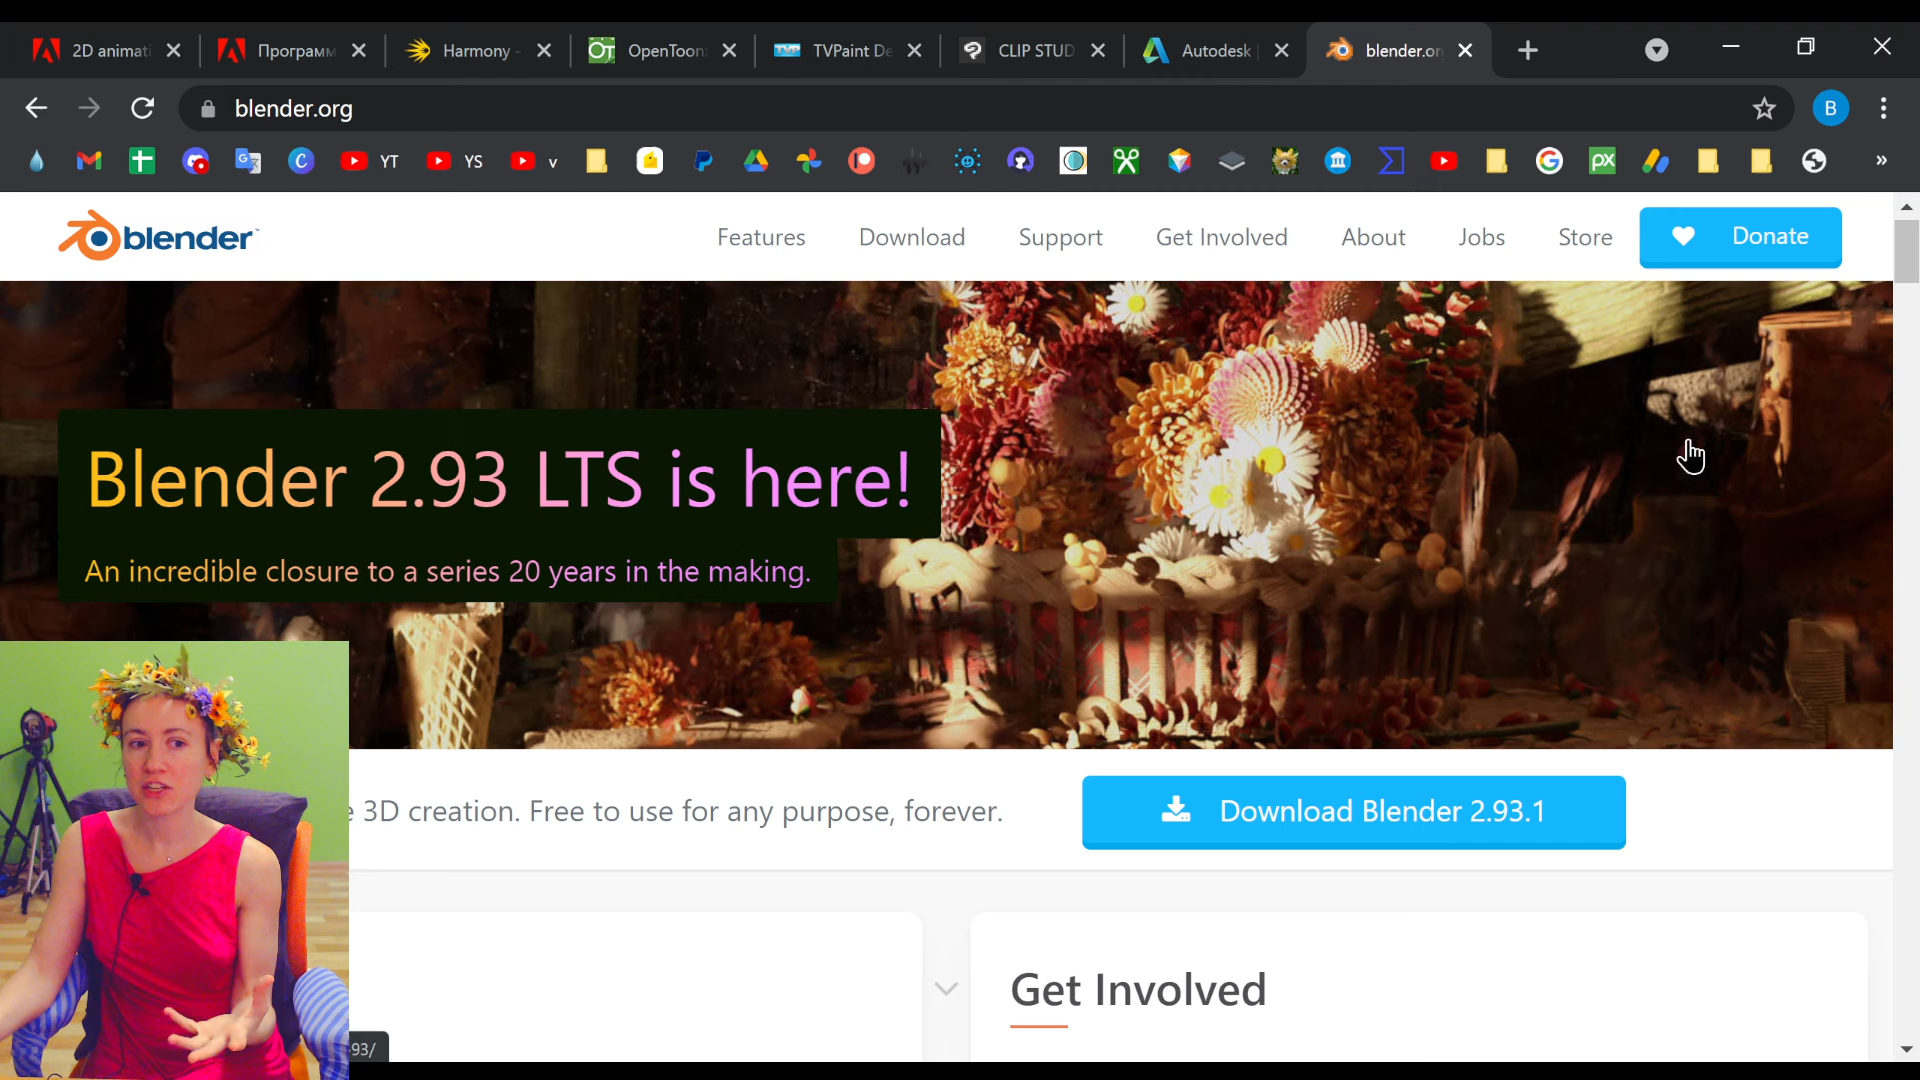 2D animati
Программ
Harmony -
OpenToon
TVPaint De
CLIP STUD
Autodesk
blender.or
blender.org
B
YT
YS
v
px
»
blender
Features
Download
Support
Get Involved
About
Jobs
Store
Donate
Blender 2.93 LTS is here!
An incredible closure to a series 20 years in the making.
e 3D creation. Free to use for any purpose, forever.
Download Blender 2.93.1
Get Involved
93/